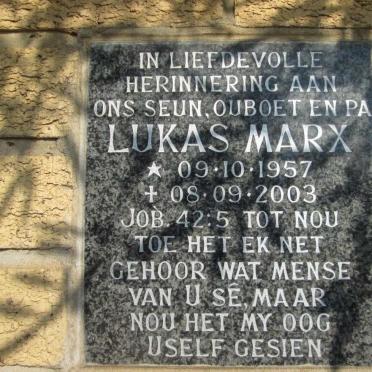 IN LIEFDEVOLLE
HERINNERING AAN
ONS SEUN, OUBOET EN PA
LUKAS MARX
★ 09·10·1957
✝ 08·09·2003
JOB. 42:5 TOT NOU
TOE HET EK NET
GEHOOR WAT MENSE
VAN U SÊ, MAAR
NOU HET MY OOG
USELF GESIEN